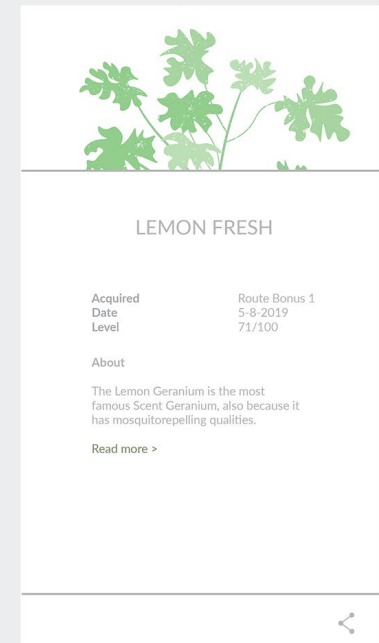 LEMON FRESH
Acquired Route Bonus 1
Date 5-8-2019
Level 71/100
About
The Lemon Geranium is the most
famous Scent Geranium, also because it
has mosquitorepelling qualities.
Read more >